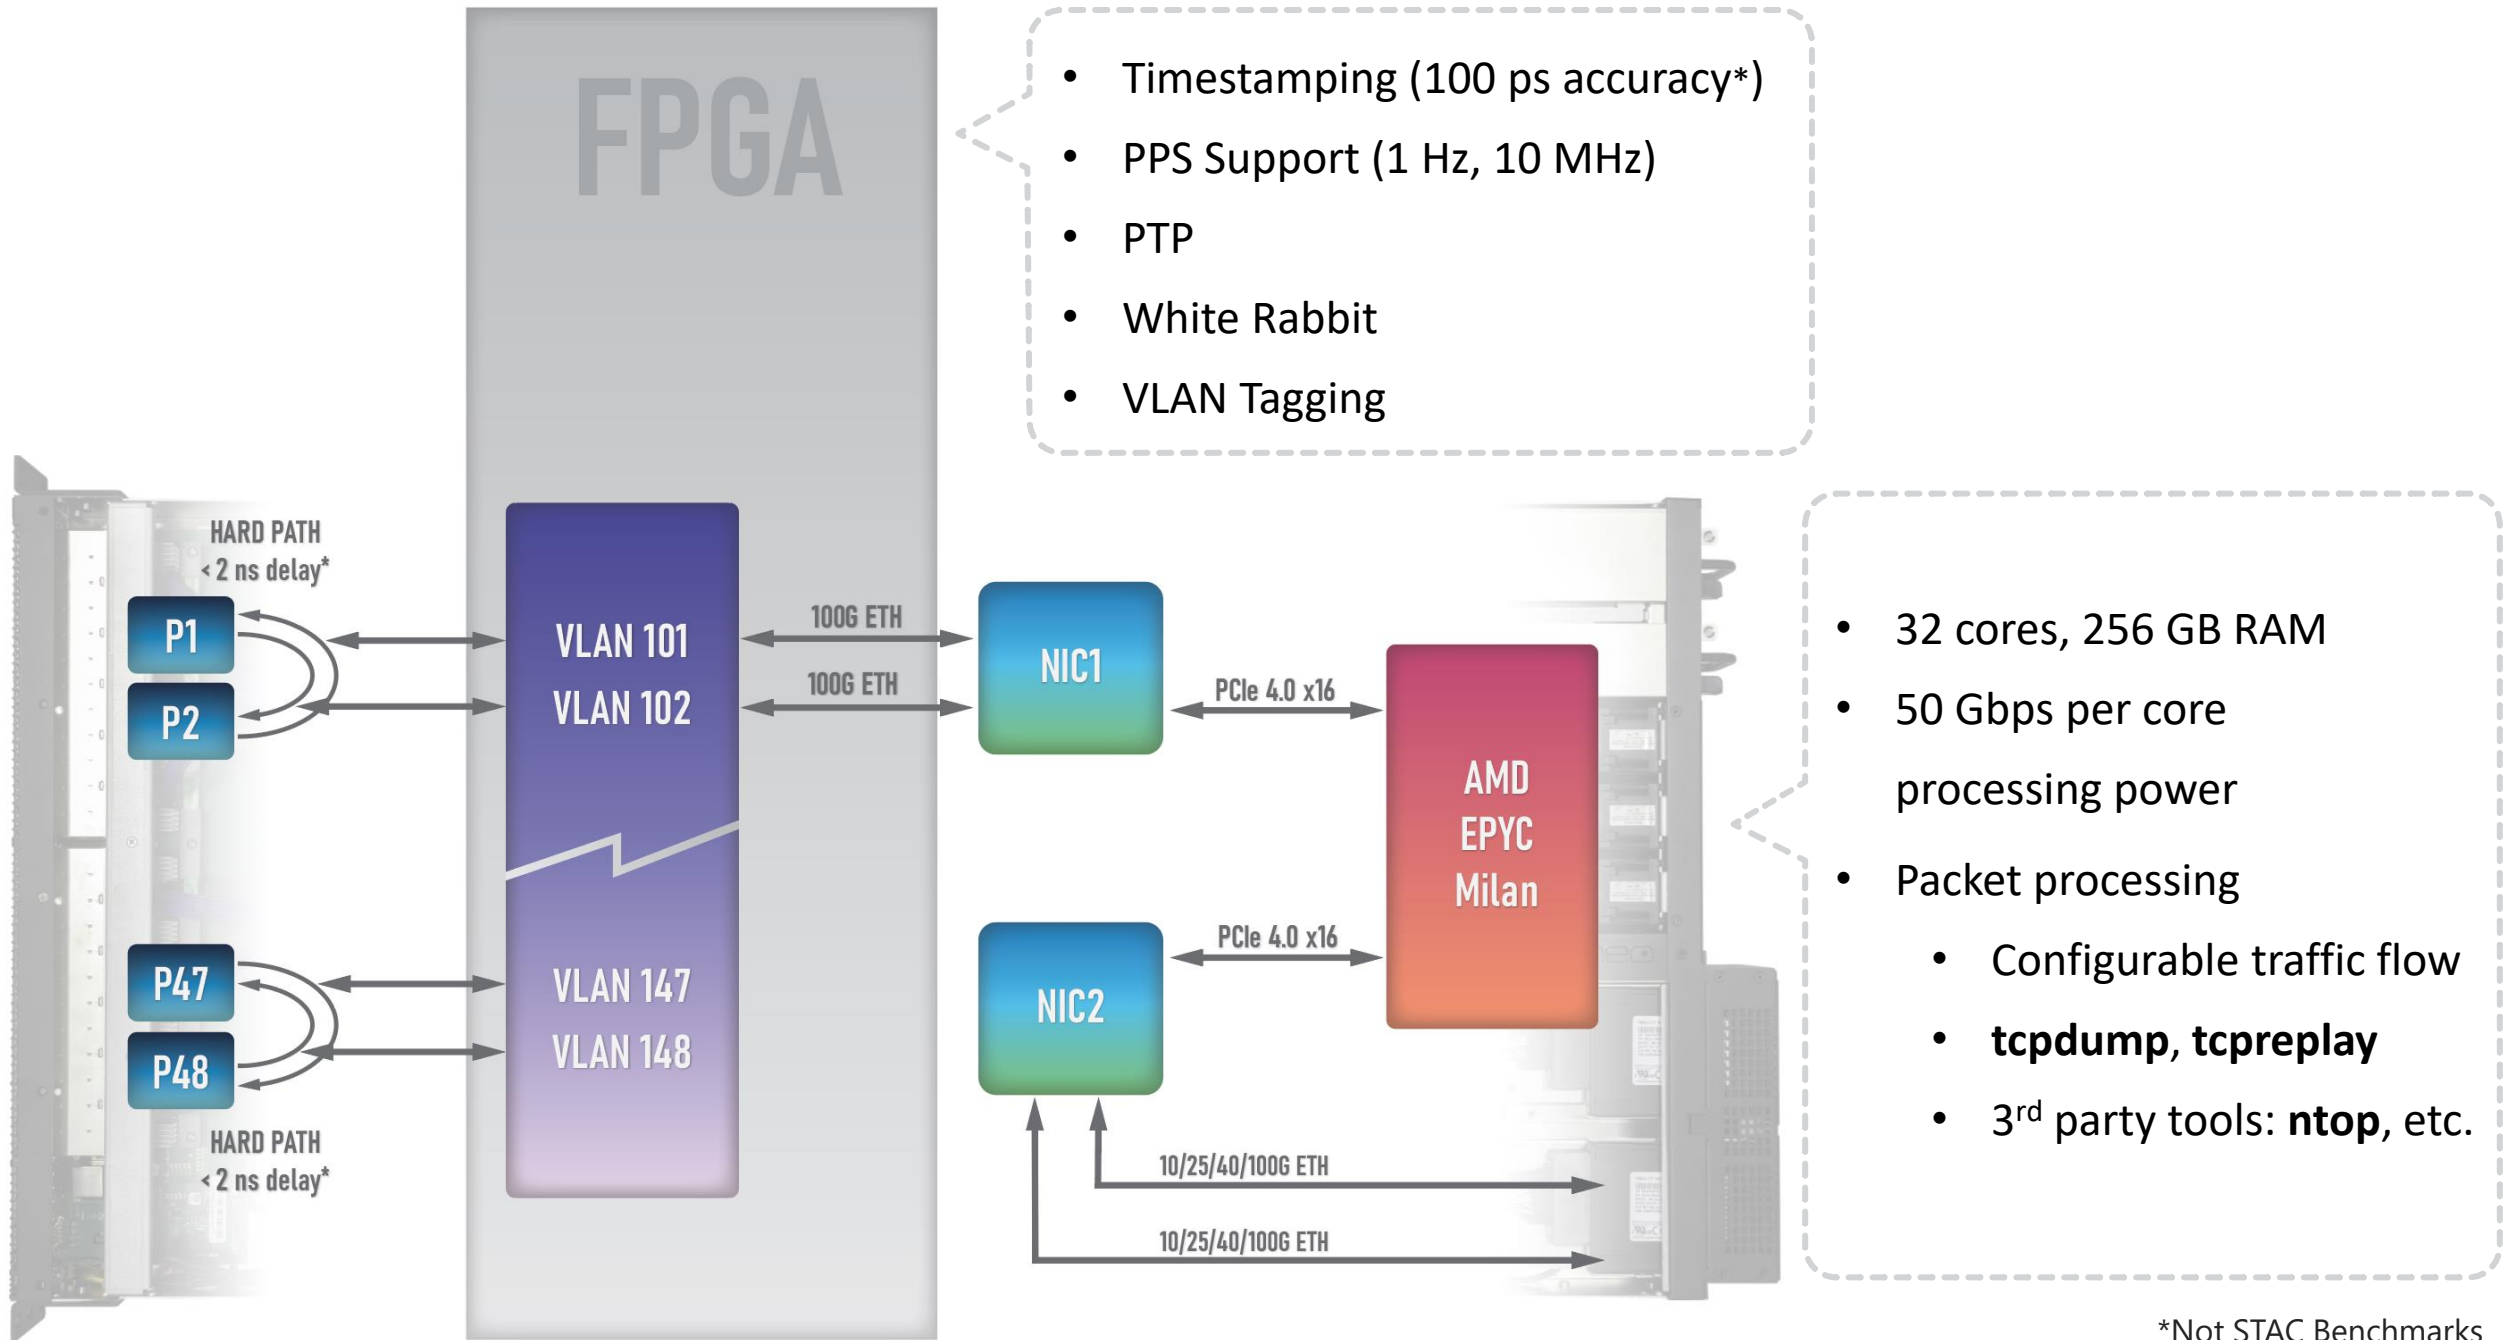 FPGA
• Timestamping (100 ps accuracy*)
• PPS Support (1 Hz, 10 MHz)
• PTP
• White Rabbit
• VLAN Tagging
HARD PATH
< 2 ns delay*
P1
P2
P47
P48
HARD PATH
< 2 ns delay*
VLAN 101
VLAN 102
VLAN 147
VLAN 148
100G ETH
100G ETH
NIC1
PCIe 4.0 x16
NIC2
PCIe 4.0 x16
10/25/40/100G ETH
10/25/40/100G ETH
AMD
EPYC
Milan
• 32 cores, 256 GB RAM
• 50 Gbps per core
processing power
• Packet processing
• Configurable traffic flow
• tcpdump, tcpreplay
• 3rd party tools: ntop, etc.
*Not STAC Benchmarks